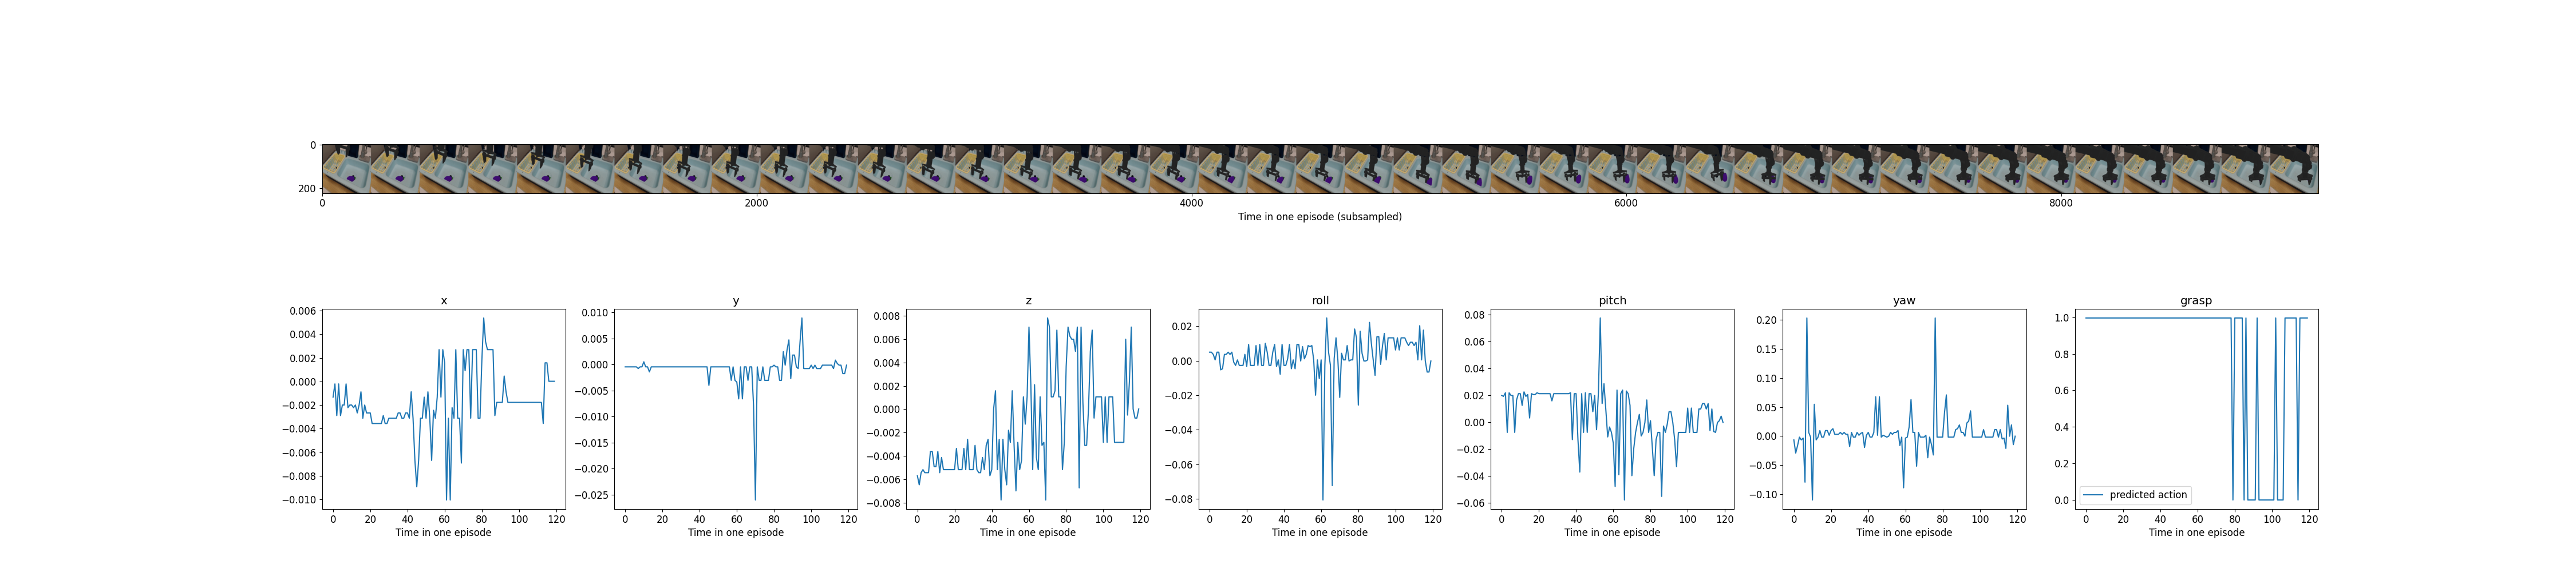 0
200
0 2000 4000 6000 8000
Time in one episode (subsampled)
x
0.006
0.004
0.002
0.000
−0.002
−0.004
−0.006
−0.008
−0.010
0 20 40 60 80 100 120
Time in one episode
y
0.010
0.005
0.000
−0.005
−0.010
−0.015
−0.020
−0.025
0 20 40 60 80 100 120
Time in one episode
z
0.008
0.006
0.004
0.002
0.000
−0.002
−0.004
−0.006
−0.008
0 20 40 60 80 100 120
Time in one episode
roll
0.02
0.00
−0.02
−0.04
−0.06
−0.08
0 20 40 60 80 100 120
Time in one episode
pitch
0.08
0.06
0.04
0.02
0.00
−0.02
−0.04
−0.06
0 20 40 60 80 100 120
Time in one episode
yaw
0.20
0.15
0.10
0.05
0.00
−0.05
−0.10
0 20 40 60 80 100 120
Time in one episode
grasp
1.0
0.8
0.6
0.4
0.2
0.0
predicted action
0 20 40 60 80 100 120
Time in one episode